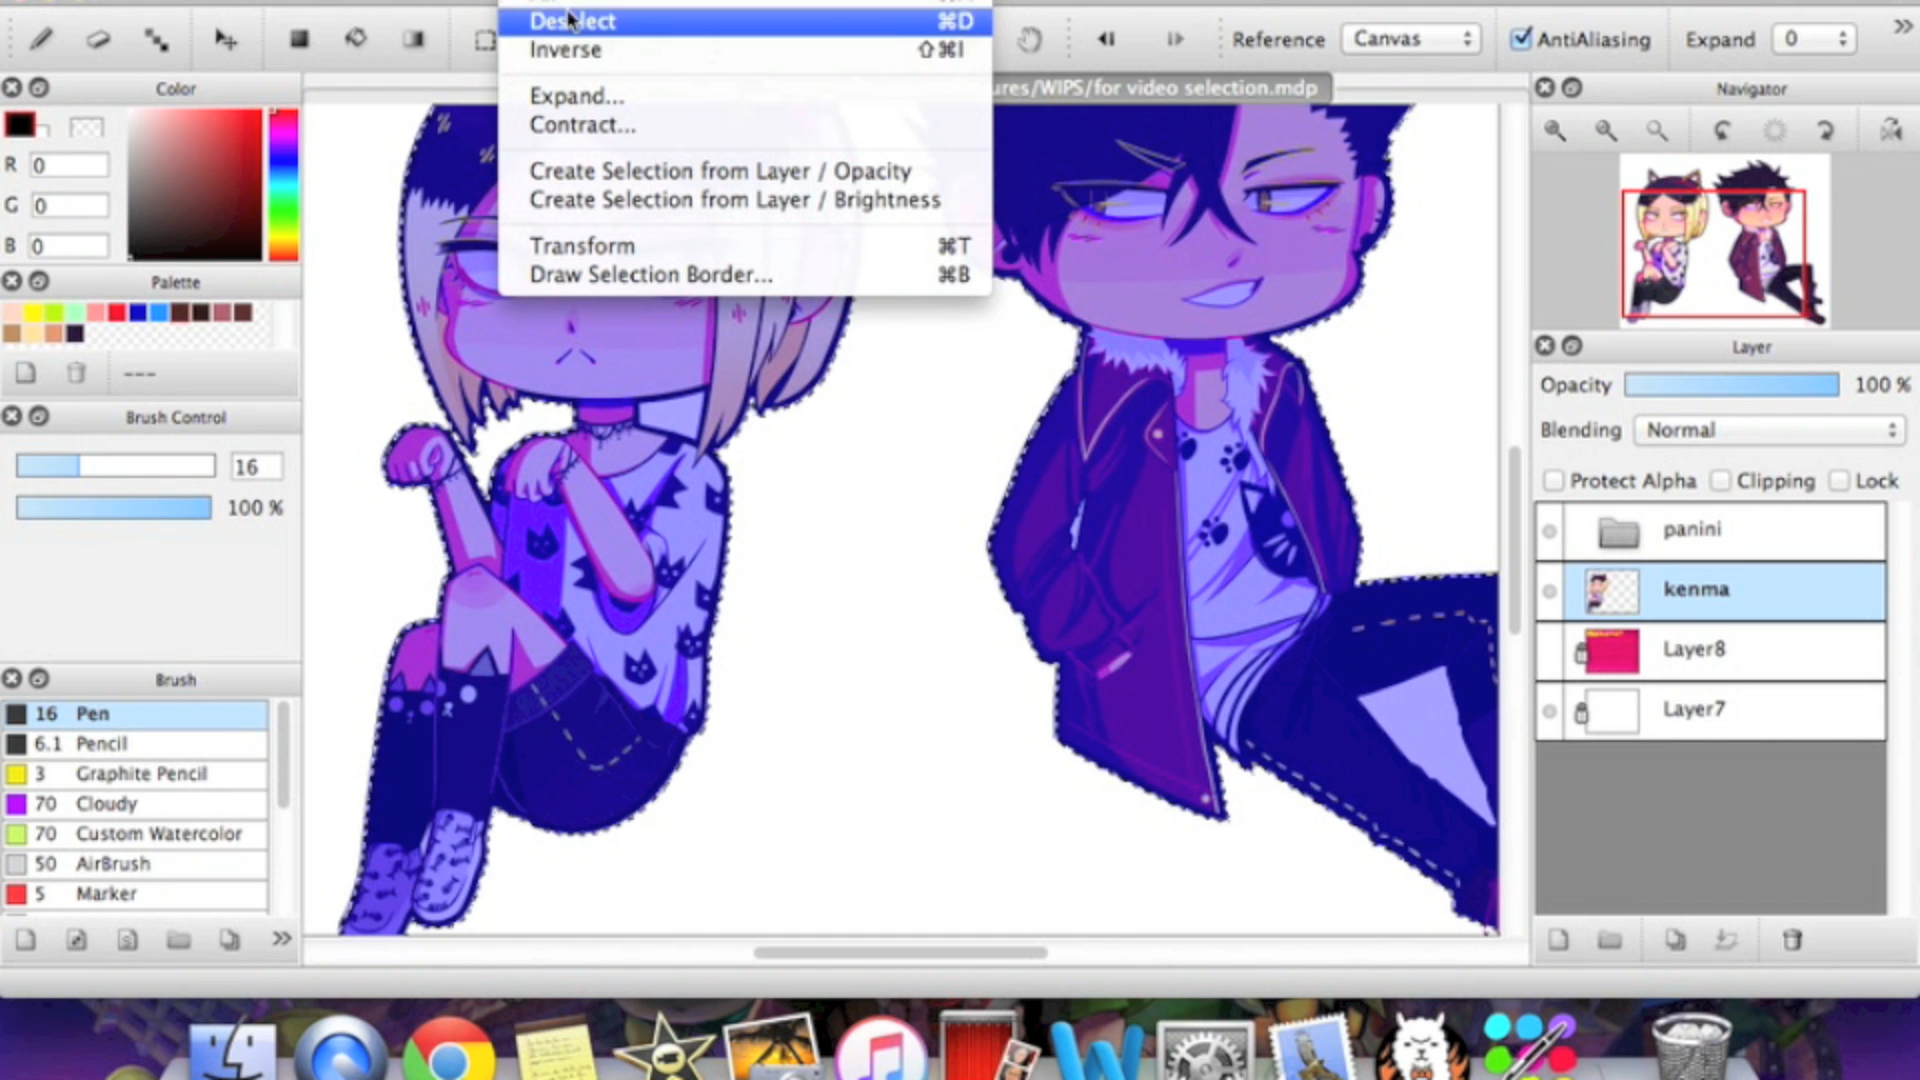 Deselect ⌘D
Inverse ⇧⌘I
Expand...
Contract...
Create Selection from Layer / Opacity
Create Selection from Layer / Brightness
Transform ⌘T
Draw Selection Border... ⌘B
Reference Canvas AntiAliasing Expand 0
ures/WIPS/for video selection.mdp
Color
R 0
G 0
B 0
Palette
---
Brush Control
16
100 %
Brush
16 Pen
6.1 Pencil
3 Graphite Pencil
70 Cloudy
70 Custom Watercolor
50 AirBrush
5 Marker
Navigator
Layer
Opacity 100 %
Blending Normal
Protect Alpha Clipping Lock
panini
kenma
Layer8
Layer7